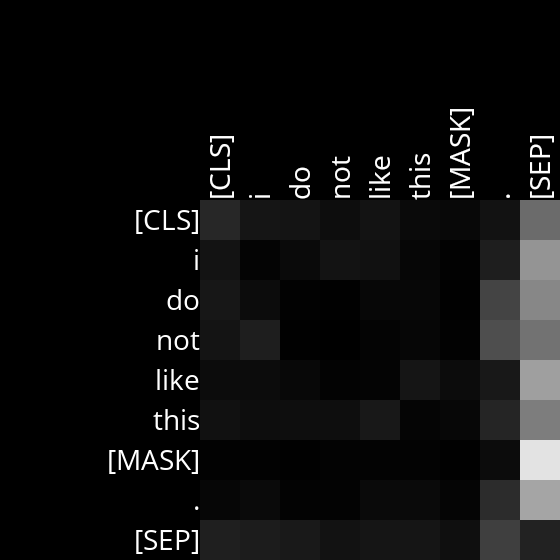 [CLS] i do not like this [MASK] . [SEP]
[CLS]
i
do
not
like
this
[MASK]
.
[SEP]